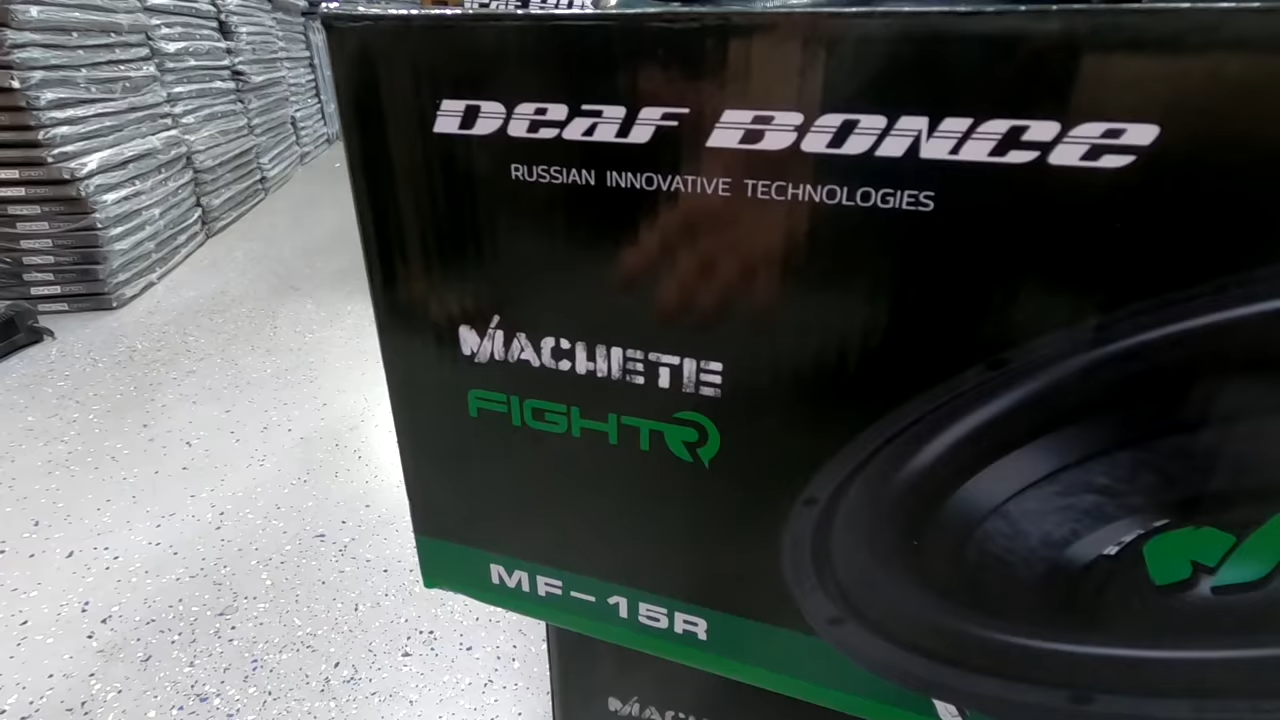 Deaf BONCE
RUSSIAN INNOVATIVE TECHNOLOGIES
MACHETE
FIGHTR
MF-15R